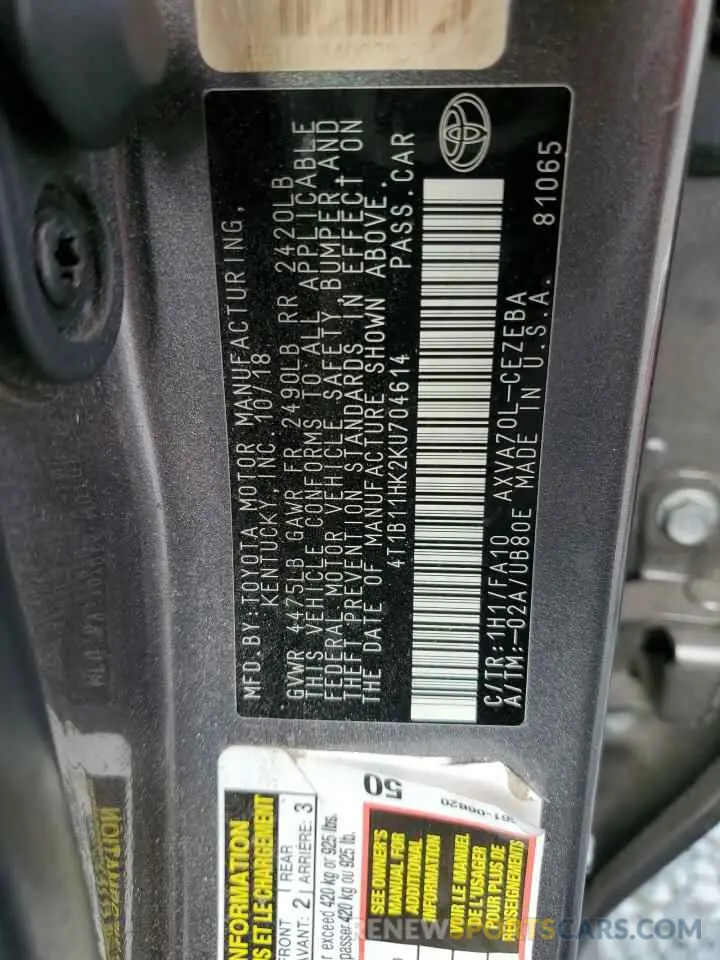 MFD.BY:TOYOTA MOTOR MANUFACTURING,
KENTUCKY, INC. 10/18
GVWR 4475LB GAWR FR 2490LB RR 2420LB
THIS VEHICLE CONFORMS TO ALL APPLICABLE
FEDERAL MOTOR VEHICLE SAFETY, BUMPER, AND
THEFT PREVENTION STANDARDS IN EFFECT ON
THE DATE OF MANUFACTURE SHOWN ABOVE.
4T1B11HK2KU704614 PASS.CAR
C/TR:1H1/FA10 AXVA70L-CEZEBA 81065
A/TM:-02A/UB80E MADE IN U.S.A.
INFORMATION
S ET LE CHARGEMENT
FRONT
AVANT: 2
REAR
ARRIÈRE: 3
r exceed 420 kg or 925 lbs.
passer 420 kg ou 925 lb.
50
SEE OWNER'S
MANUAL FOR
ADDITIONAL
INFORMATION
VOIR LE MANUEL
DE L'USAGER
POUR PLUS DE
RENSEIGNEMENTS
RENEWSPORTSCARS.COM